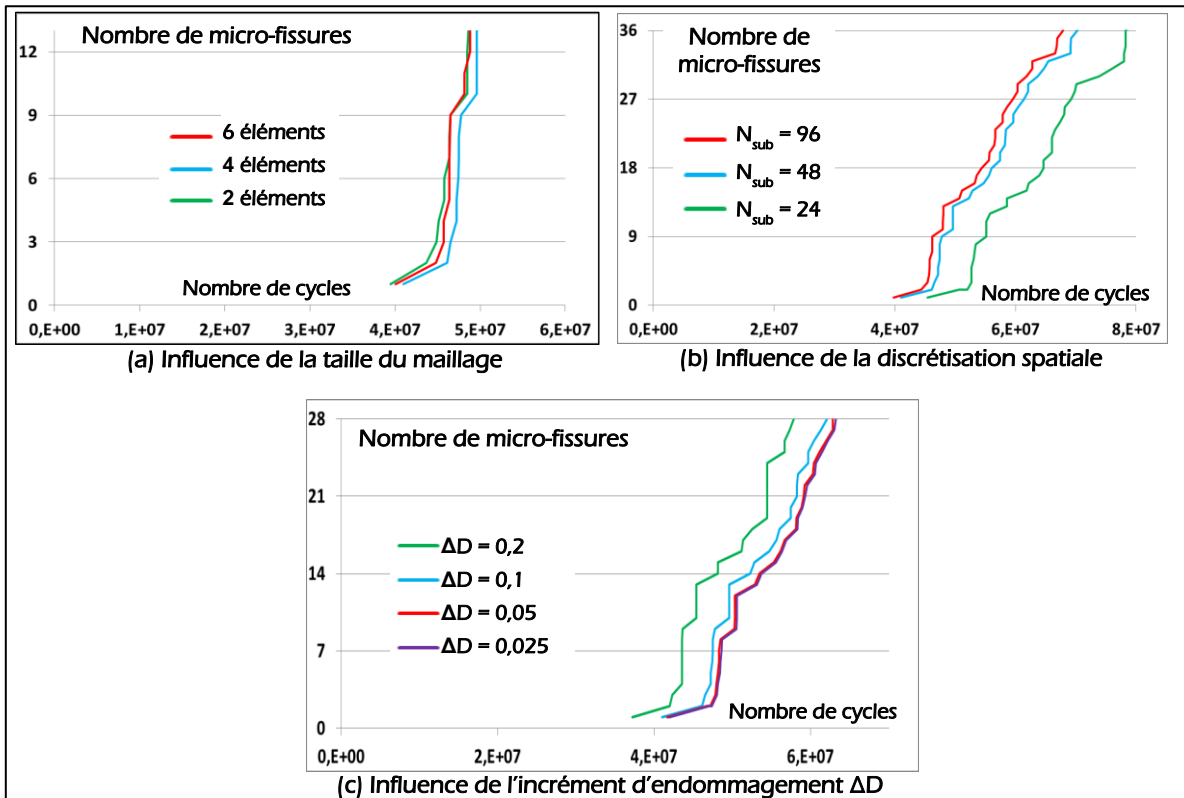 Nombre de micro-fissures
12
9
6
3
0
6 éléments
4 éléments
2 éléments
Nombre de cycles
0,E+00 1,E+07 2,E+07 3,E+07 4,E+07 5,E+07 6,E+07
(a) Influence de la taille du maillage
Nombre de
micro-fissures
36
27
18
9
0
N_sub = 96
N_sub = 48
N_sub = 24
Nombre de cycles
0,E+00 2,E+07 4,E+07 6,E+07 8,E+07
(b) Influence de la discrétisation spatiale
Nombre de micro-fissures
28
21
14
7
0
ΔD = 0,2
ΔD = 0,1
ΔD = 0,05
ΔD = 0,025
Nombre de cycles
0,E+00 2,E+07 4,E+07 6,E+07
(c) Influence de l'incrément d'endommagement ΔD